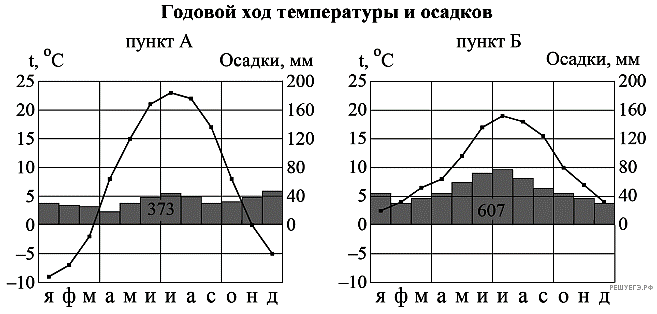 Годовой ход температуры и осадков
пункт А
t, °C Осадки, мм
25 200
20 160
15 120
10 80
5 40
0 0
–5
–10
373
я ф м а м и и а с о н д
пункт Б
t, °C Осадки, мм
25 200
20 160
15 120
10 80
5 40
0 0
–5
–10
607
я ф м а м и и а с о н д
РЕШУЕГЭ.РФ